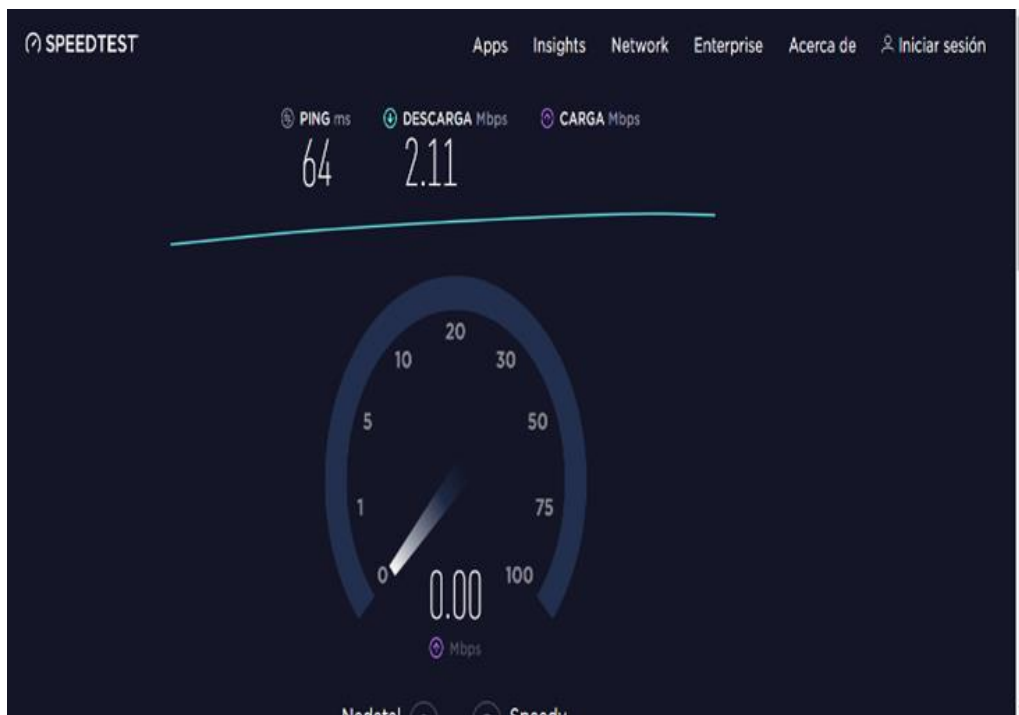 SPEEDTEST Apps Insights Network Enterprise Acerca de Iniciar sesión
PING ms DESCARGA Mbps CARGA Mbps
64 2.11
20
10 30
5 50
1 75
0 100
0.00
Mbps
Speedy